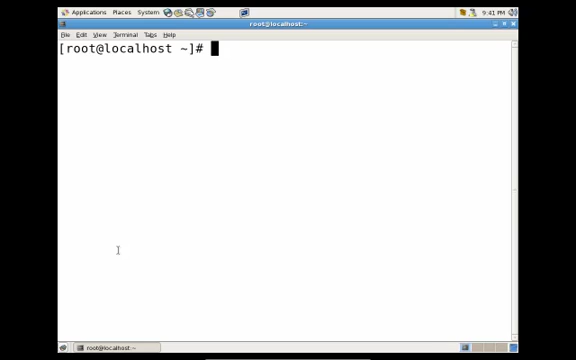 Applications Places System 9:41 PM
root@localhost:~
File Edit View Terminal Tabs Help
[root@localhost ~]#
root@localhost:~